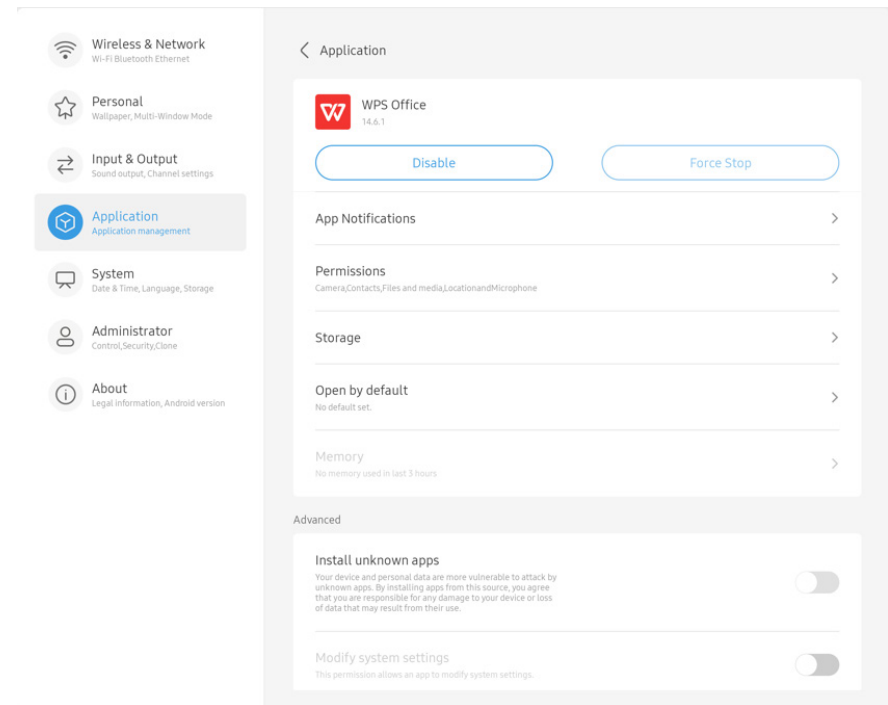 Wireless & Network
Wi-Fi Bluetooth Ethernet
Personal
Wallpaper, Multi-Window Mode
Input & Output
Sound output, Channel settings
Application
Application management
System
Date & Time, Language, Storage
Administrator
Control,Security,Clone
About
Legal information, Android version
Application
WPS Office
14.6.1
Disable
Force Stop
App Notifications
Permissions
Camera,Contacts,Files and media,LocationandMicrophone
Storage
Open by default
No default set.
Memory
No memory used in last 3 hours
Advanced
Install unknown apps
Your device and personal data are more vulnerable to attack by
unknown apps. By installing apps from this source, you agree
that you are responsible for any damage to your device or loss
of data that may result from their use.
Modify system settings
This permission allows an app to modify system settings.